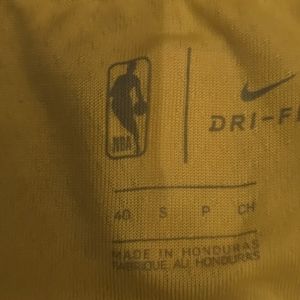 NBA
DRI-FI
40 S P CH
MADE IN HONDURAS
FABRIQUE AU HONDURAS